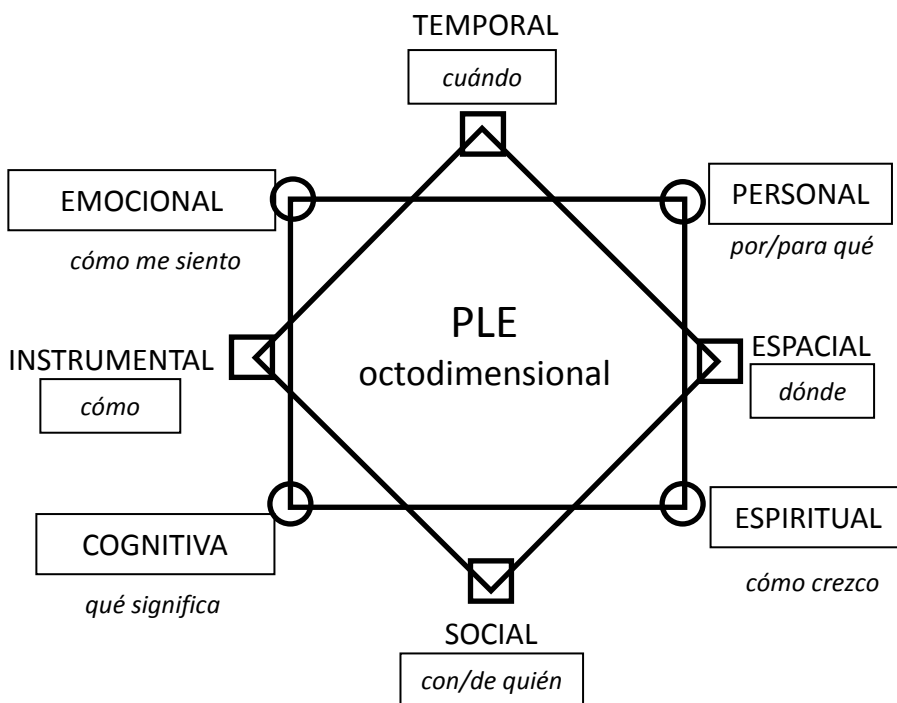 TEMPORAL
cuándo
EMOCIONAL
cómo me siento
PERSONAL
por/para qué
PLE
octodimensional
INSTRUMENTAL
cómo
ESPACIAL
dónde
COGNITIVA
qué significa
ESPIRITUAL
cómo crezco
SOCIAL
con/de quién